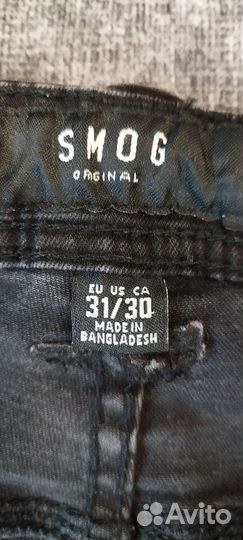 SMOG
ORIGINAL
EU US CA
31/30
MADE IN
BANGLADESH
Avito